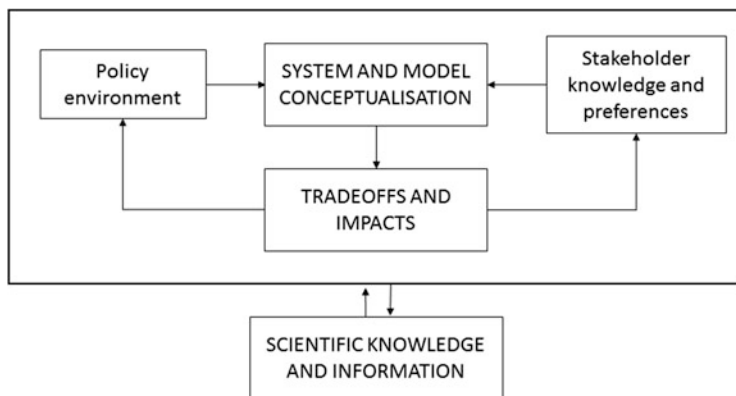 Policy
environment
SYSTEM AND MODEL
CONCEPTUALISATION
Stakeholder
knowledge and
preferences
TRADEOFFS AND
IMPACTS
SCIENTIFIC KNOWLEDGE
AND INFORMATION